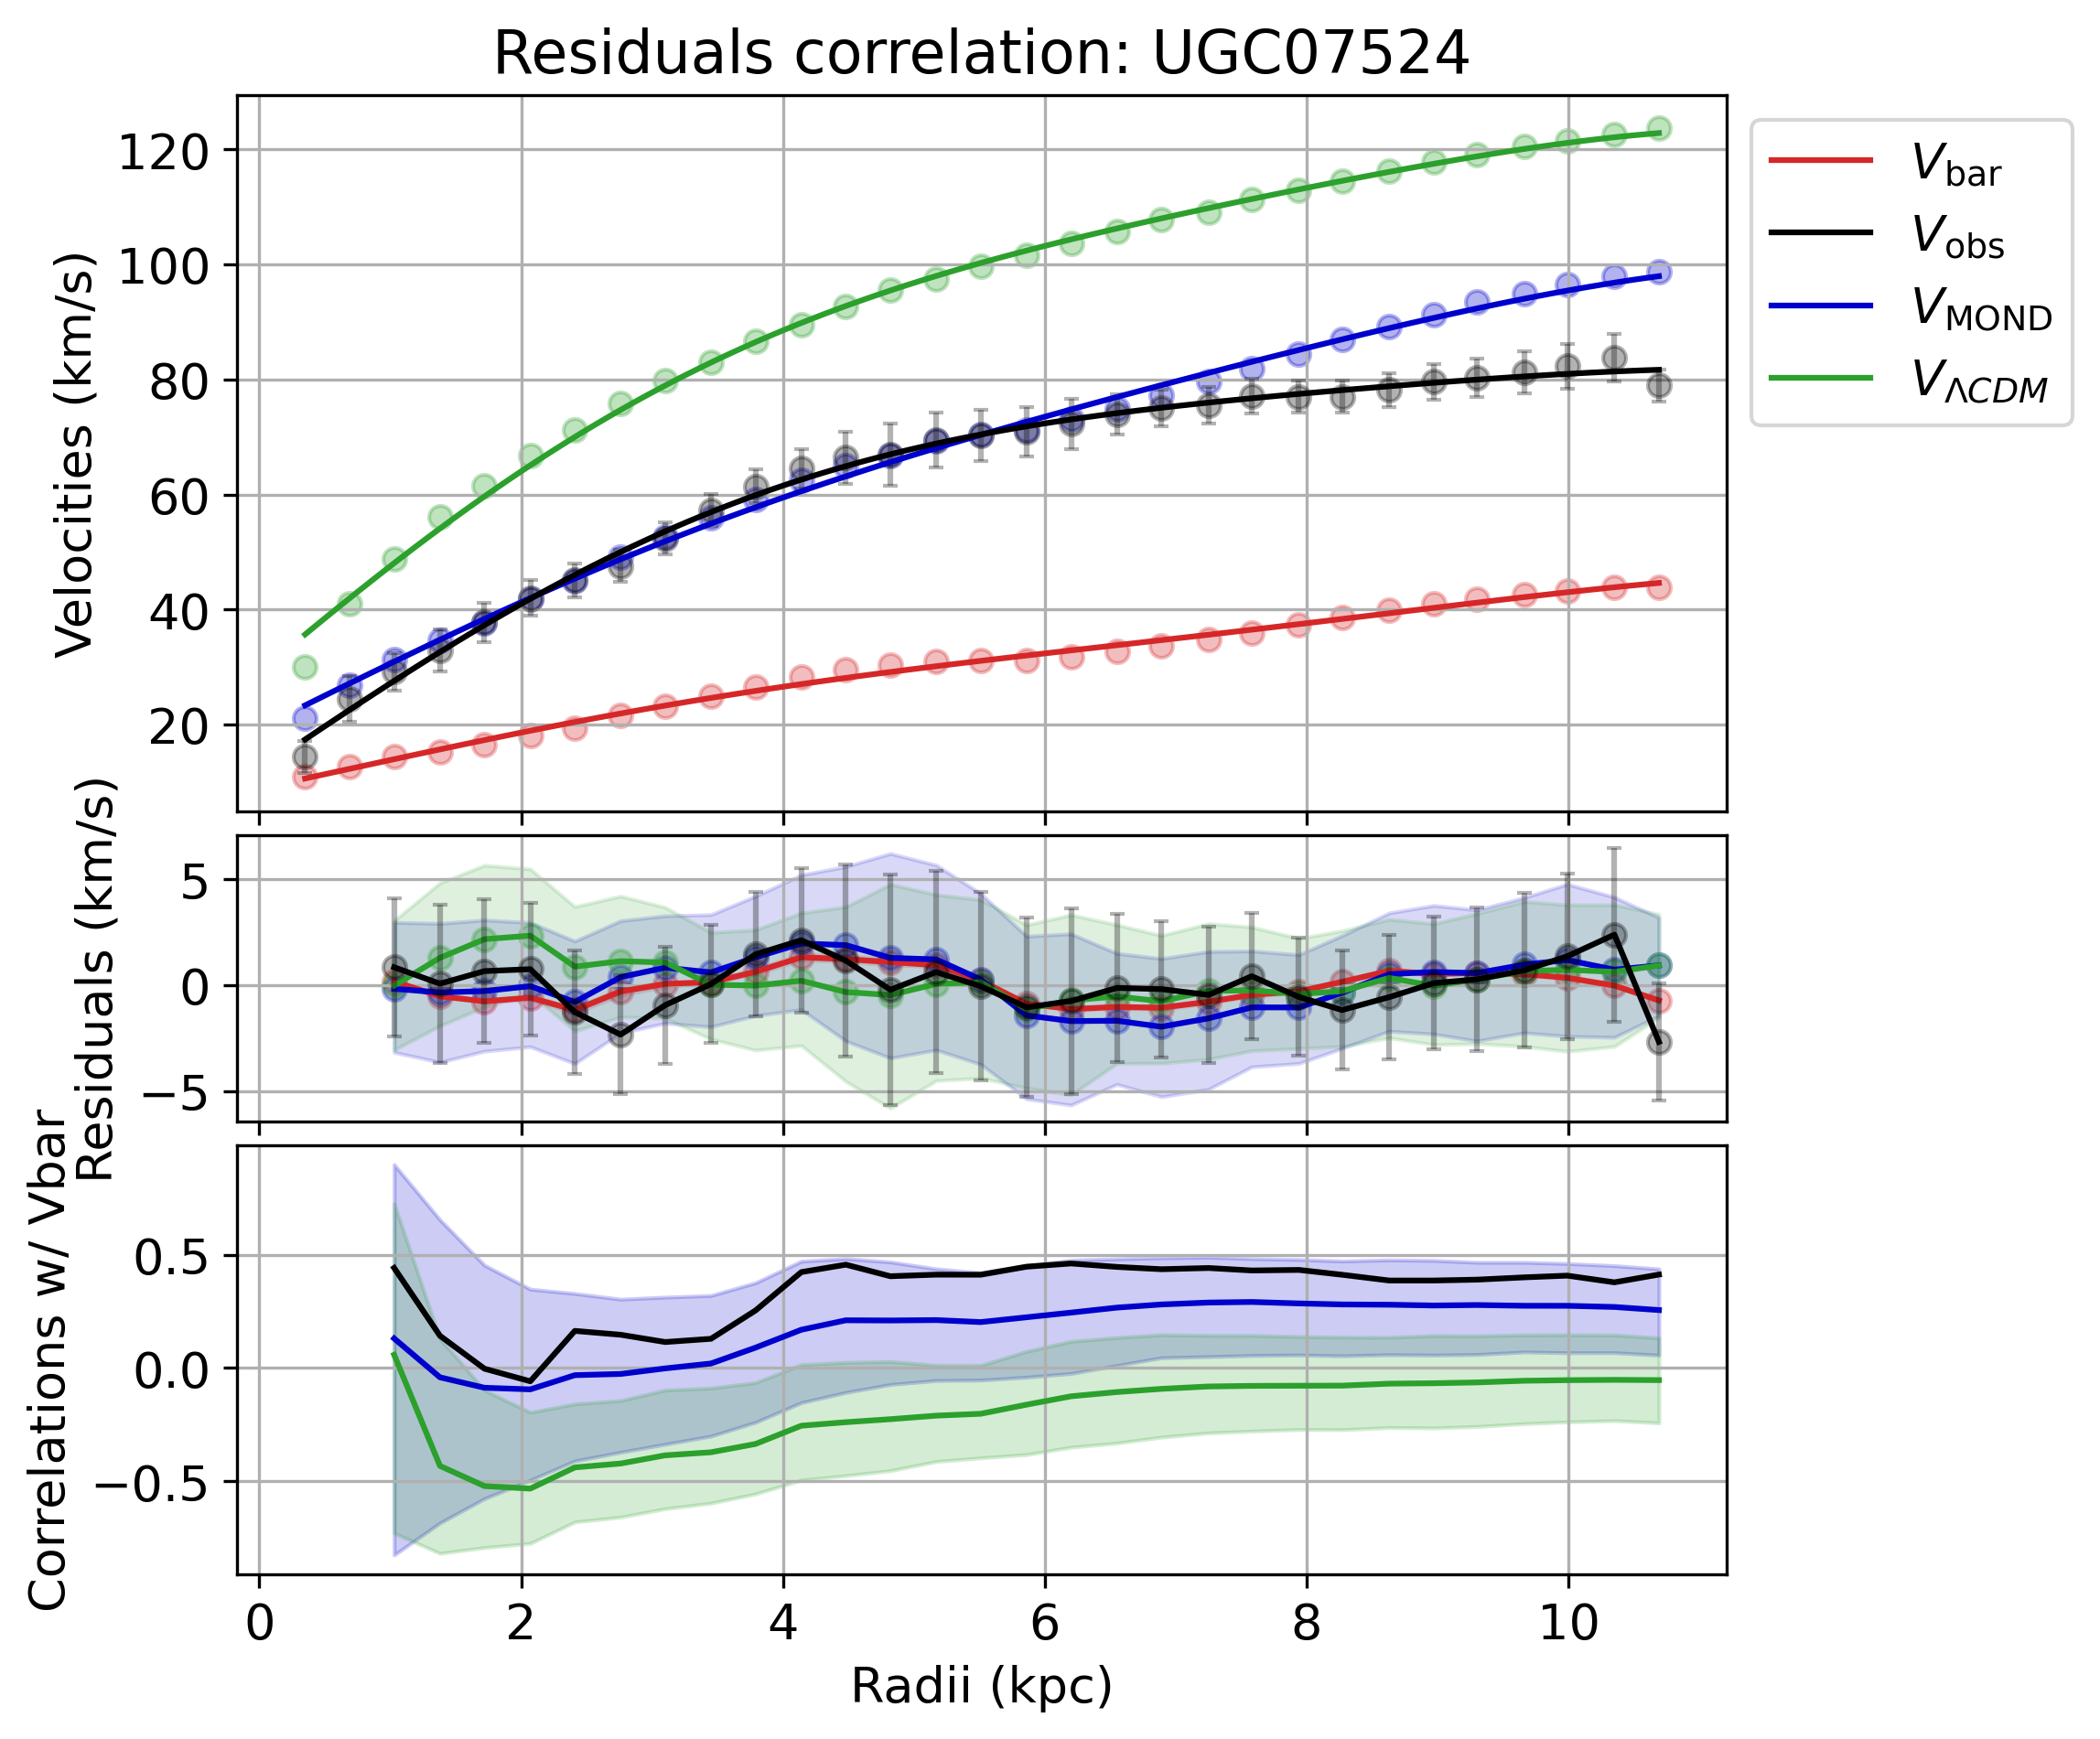 Residuals correlation: UGC07524
Velocities (km/s)
120
100
80
60
40
20
V_bar
V_obs
V_MOND
V_ΛCDM
Residuals (km/s)
5
0
−5
Correlations w/ Vbar
0.5
0.0
−0.5
0 2 4 6 8 10
Radii (kpc)